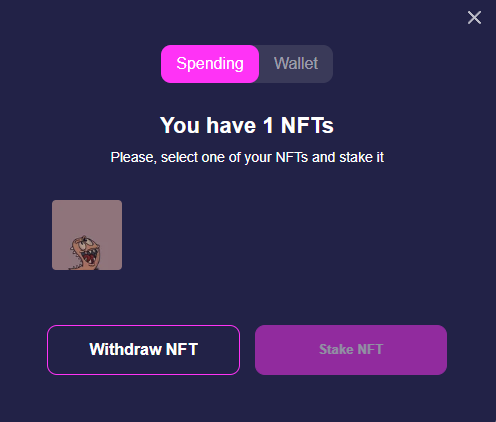 Spending Wallet
You have 1 NFTs
Please, select one of your NFTs and stake it
Withdraw NFT Stake NFT